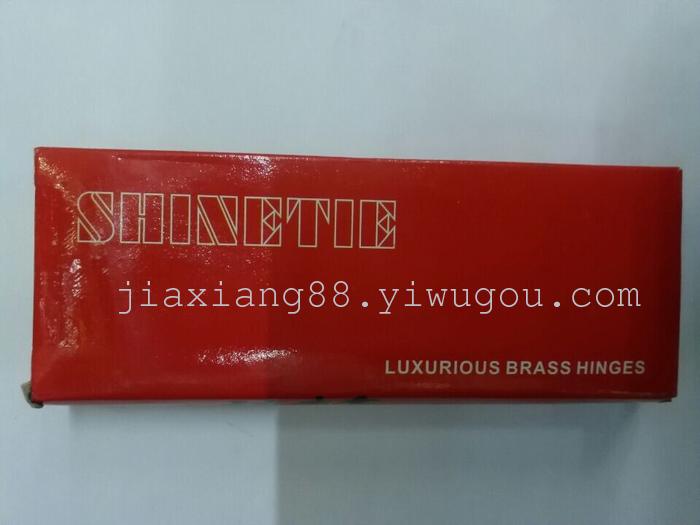 SHINETIE
jiaxiang88.yiwugou.com
LUXURIOUS BRASS HINGES